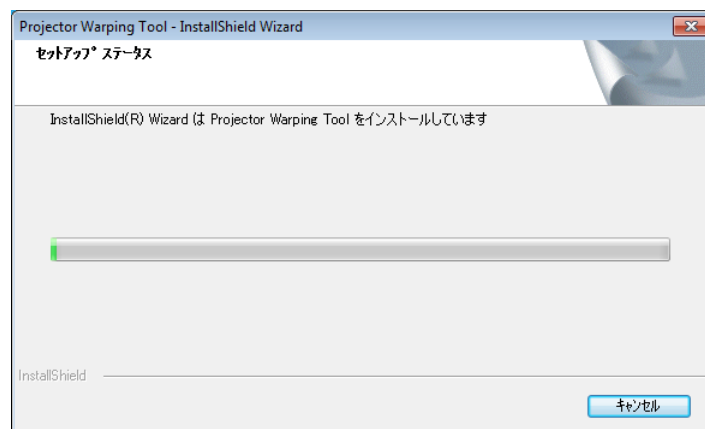 Projector Warping Tool - InstallShield Wizard
セットアップ ステータス
InstallShield(R) Wizard は Projector Warping Tool をインストールしています
InstallShield
キャンセル